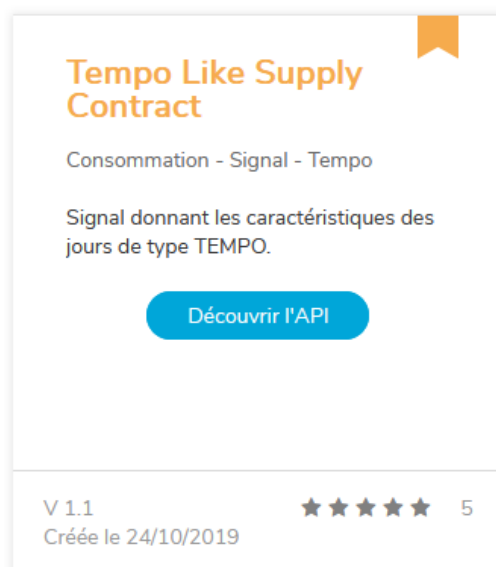 Tempo Like Supply
Contract
Consommation - Signal - Tempo
Signal donnant les caractéristiques des
jours de type TEMPO.
Découvrir l'API
V 1.1
5
Créée le 24/10/2019